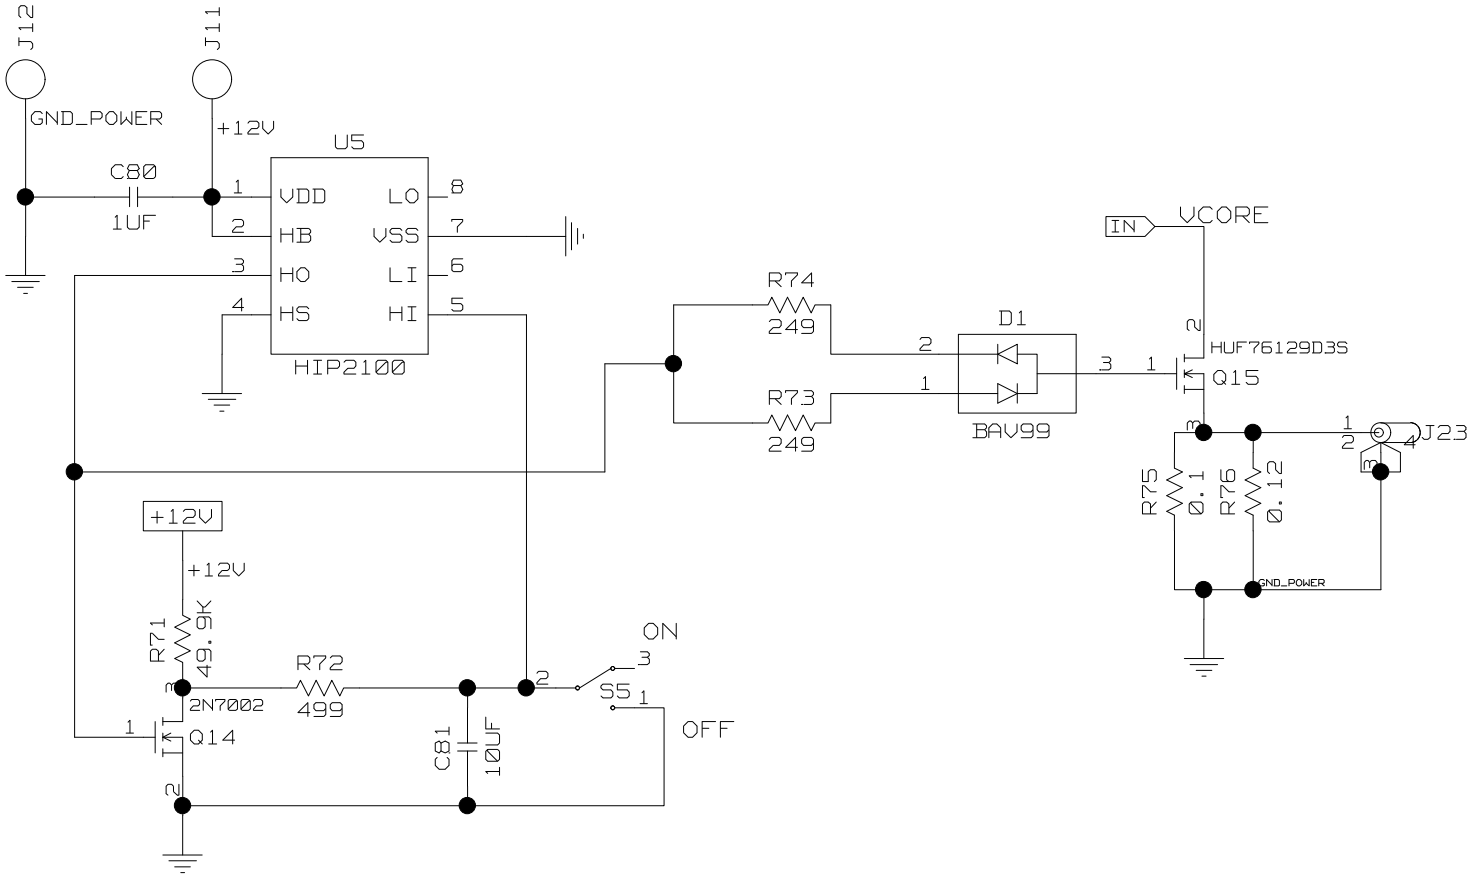 J12
J11
GND_POWER
+12V
C80
1UF
U5
1
VDD
LO
8
2
HB
VSS
7
3
HO
LI
6
4
HS
HI
5
HIP2100
R74
249
R73
249
D1
2
1
3
BAV99
IN
VCORE
2
HUF76129D3S
1
Q15
3
1
2
4
3
J23
R75
0.1
R76
0.12
GND_POWER
+12V
+12V
R71
49.9K
3
2N7002
1
Q14
2
R72
499
C81
10UF
2
ON
3
S5
1
OFF